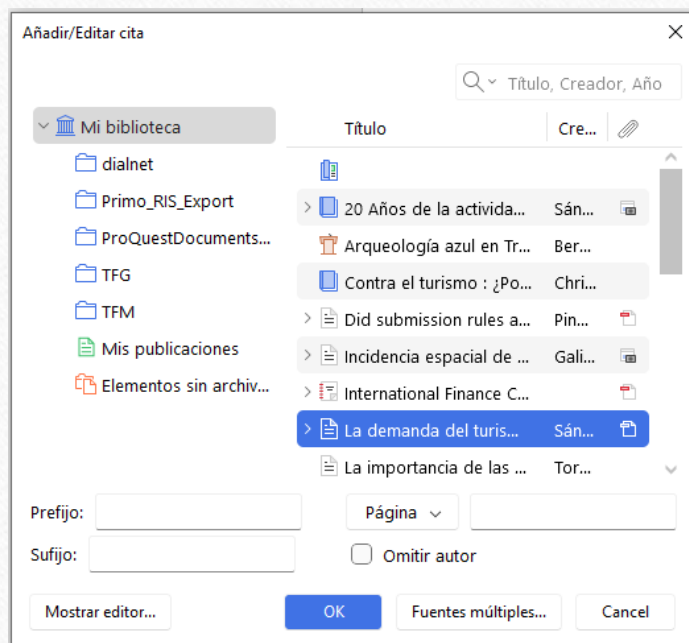 Añadir/Editar cita
Título, Creador, Año
Mi biblioteca
dialnet
Primo_RIS_Export
ProQuestDocuments...
TFG
TFM
Mis publicaciones
Elementos sin archiv...
Título Cre...
20 Años de la activida... Sán...
Arqueología azul en Tr... Ber...
Contra el turismo : ¿Po... Chri...
Did submission rules a... Pin...
Incidencia espacial de ... Gali...
International Finance C...
La demanda del turis... Sán...
La importancia de las ... Tor...
Prefijo: Página
Sufijo: Omitir autor
Mostrar editor... OK Fuentes múltiples... Cancel